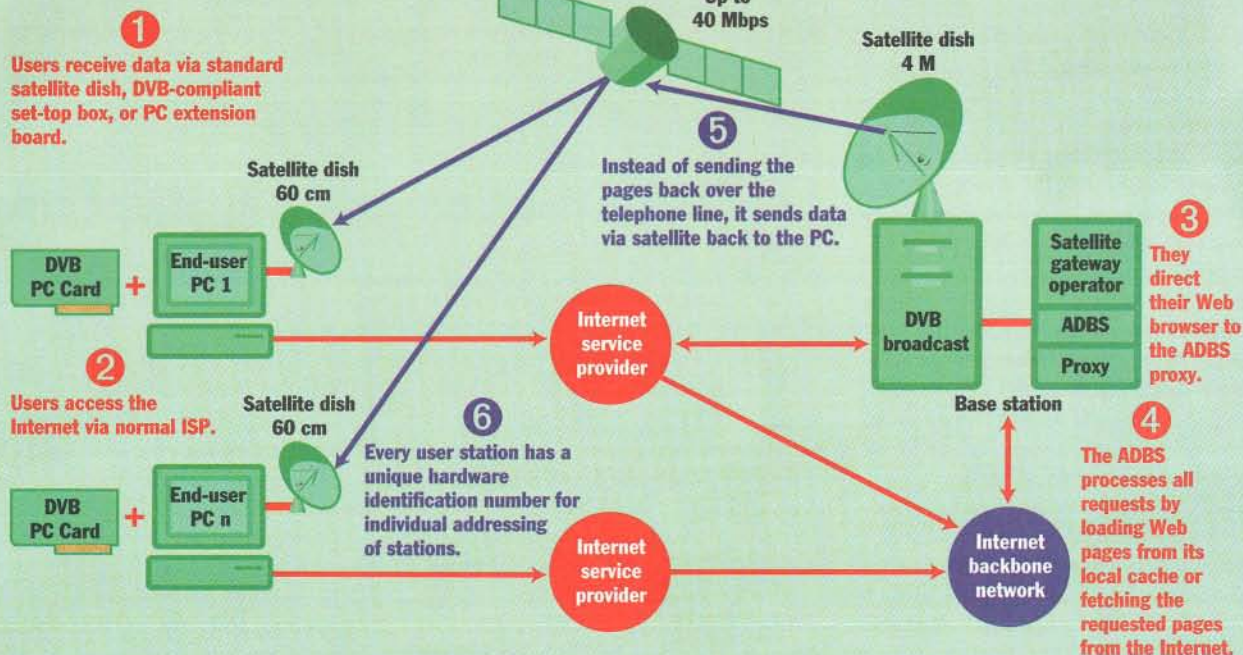 Up to
40 Mbps
Satellite dish
4 M
1
Users receive data via standard
satellite dish, DVB-compliant
set-top box, or PC extension
board.
5
Instead of sending the
pages back over the
telephone line, it sends data
via satellite back to the PC.
Satellite dish
60 cm
DVB
PC Card
+
End-user
PC 1
Internet
service
provider
DVB
broadcast
Satellite
gateway
operator
ADBS
Proxy
3
They
direct
their Web
browser to
the ADBS
proxy.
Base station
2
Users access the
Internet via normal ISP.
Satellite dish
60 cm
6
Every user station has a
unique hardware
identification number for
individual addressing
of stations.
DVB
PC Card
+
End-user
PC n
Internet
service
provider
Internet
backbone
network
4
The ADBS
processes all
requests by
loading Web
pages from its
local cache or
fetching the
requested pages
from the Internet.